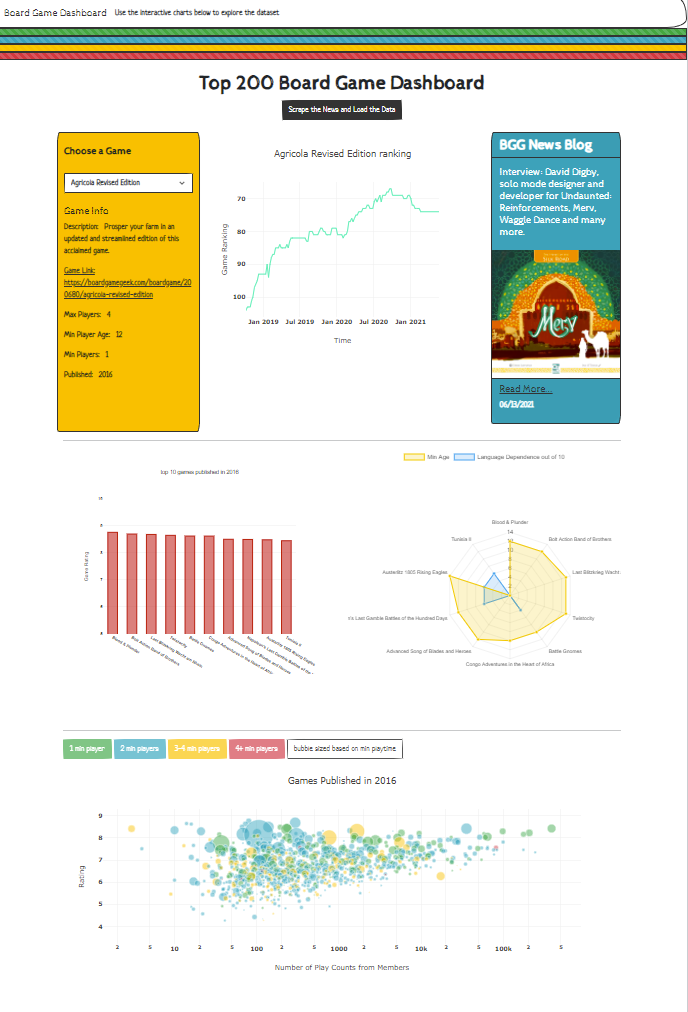 Board Game Dashboard Use the interactive charts below to explore the dataset
Top 200 Board Game Dashboard
Scrape the News and Load the Data
Choose a Game
Agricola Revised Edition
Game Info
Description: Prosper your farm in an
updated and streamlined edition of this
acclaimed game.
Game Link:
https://boardgamegeek.com/boardgame/20
0680/agricola-revised-edition
Max Players: 4
Min Player Age: 12
Min Players: 1
Published: 2016
Agricola Revised Edition ranking
Game Ranking
70
80
90
100
Jan 2019 Jul 2019 Jan 2020 Jul 2020 Jan 2021
Time
BGG News Blog
Interview: David Digby,
solo mode designer and
developer for Undaunted:
Reinforcements, Merv,
Waggle Dance and many
more.
Merv
Read More...
06/13/2021
top 10 games published in 2016
Game Rating
10
9
8
7
6
5
Blood & Plunder
Bolt Action Band of Brothers
Last Blitzkrieg Wacht am Rhein
Twistocity
Battle Gnomes
Congo Adventures in the Heart of Afric
Advanced Song of Blades and Heroes
Napoleon's Last Gamble Battles of the
Austerlitz 1805 Rising Eagles
Tunisia II
Min Age
Language Dependence out of 10
Blood & Plunder
Bolt Action Band of Brothers
Last Blitzkrieg Wacht
Twistocity
Battle Gnomes
Congo Adventures in the Heart of Africa
Advanced Song of Blades and Heroes
n's Last Gamble Battles of the Hundred Days
Austerlitz 1805 Rising Eagles
Tunisia II
14
12
10
8
6
4
2
1 min player
2 min players
3-4 min players
4+ min players
bubble sized based on min playtime
Games Published in 2016
Rating
9
8
7
6
5
4
2 5 10 2 5 100 2 5 1000 2 5 10k 2 5 100k 2 5
Number of Play Counts from Members